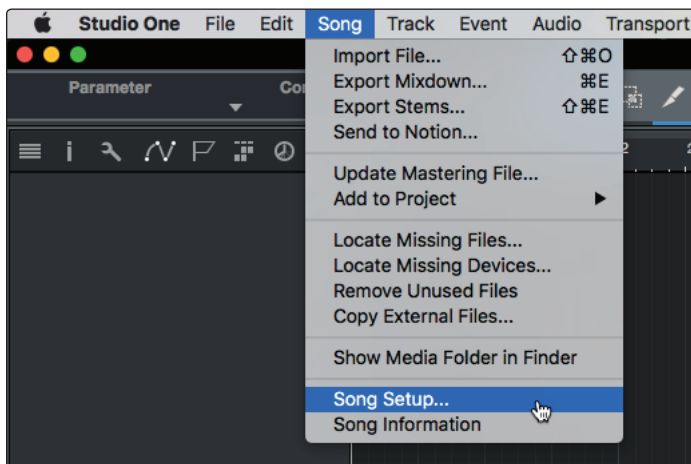 Studio One File Edit Song Track Event Audio Transport
Parameter
Co
Import File... ⇧⌘O
Export Mixdown... ⌘E
Export Stems... ⇧⌘E
Send to Notion...
Update Mastering File...
Add to Project ▶
Locate Missing Files...
Locate Missing Devices...
Remove Unused Files
Copy External Files...
Show Media Folder in Finder
Song Setup...
Song Information
i
2